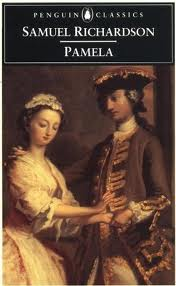 PENGUIN CLASSICS
SAMUEL RICHARDSON
PAMELA